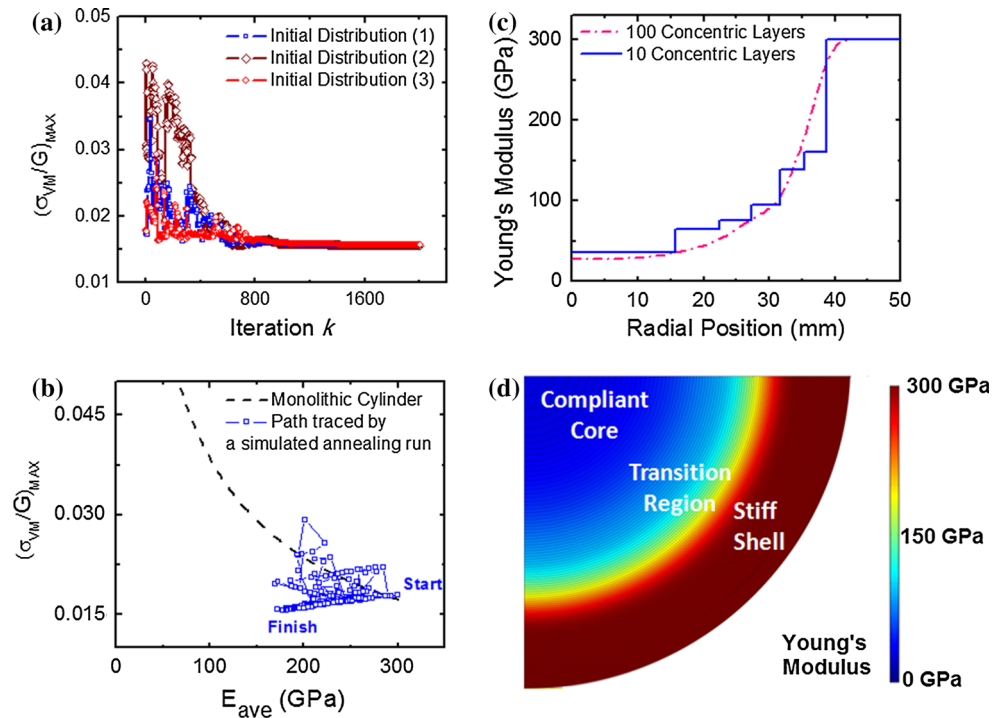 (a)
0.05
0.04
0.03
0.02
0.01
(σVM/G)MAX
Initial Distribution (1)
Initial Distribution (2)
Initial Distribution (3)
0
800
1600
Iteration k
(c)
300
200
100
0
Young's Modulus (GPa)
100 Concentric Layers
10 Concentric Layers
0
10
20
30
40
50
Radial Position (mm)
(b)
0.045
0.030
0.015
(σVM/G)MAX
Monolithic Cylinder
Path traced by
a simulated annealing run
Start
Finish
0
100
200
300
Eave (GPa)
(d)
Compliant
Core
Transition
Region
Stiff
Shell
300 GPa
150 GPa
0 GPa
Young's
Modulus